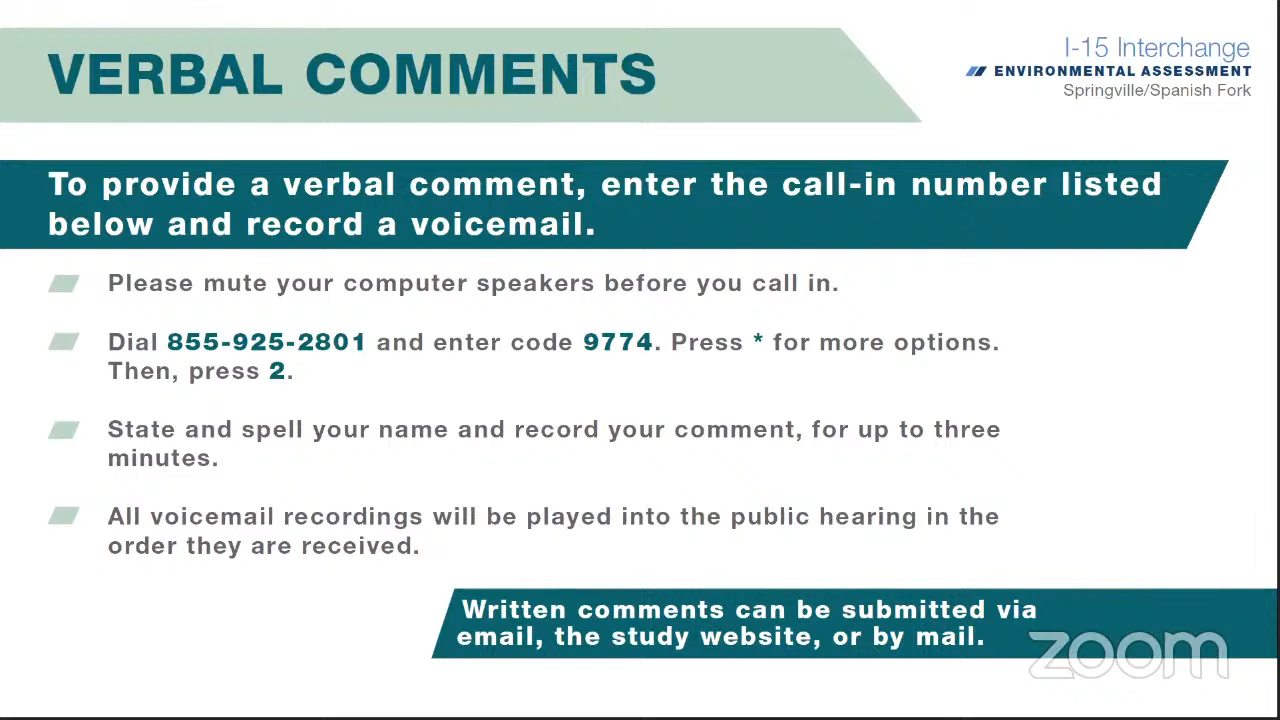 VERBAL COMMENTS
I-15 Interchange
ENVIRONMENTAL ASSESSMENT
Springville/Spanish Fork
To provide a verbal comment, enter the call-in number listed
below and record a voicemail.
Please mute your computer speakers before you call in.
Dial 855-925-2801 and enter code 9774. Press * for more options.
Then, press 2.
State and spell your name and record your comment, for up to three
minutes.
All voicemail recordings will be played into the public hearing in the
order they are received.
Written comments can be submitted via
email, the study website, or by mail.
zoom